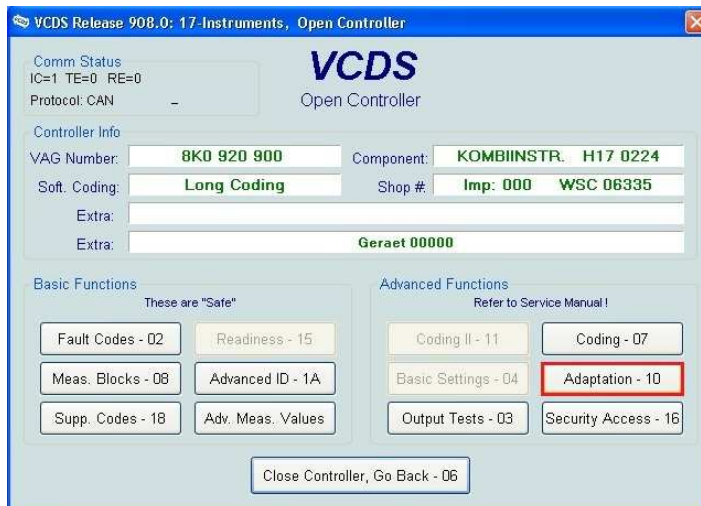 VCDS Release 908.0: 17-Instruments, Open Controller
Comm Status
IC=1 TE=0 RE=0
Protocol: CAN
VCDS
Open Controller
Controller Info
VAG Number: 8K0 920 900 Component: KOMBIINSTR. H17 0224
Soft. Coding: Long Coding Shop #: Imp: 000 WSC 06335
Extra:
Extra: Geraet 00000
Basic Functions
These are "Safe"
Fault Codes - 02 Readiness - 15
Meas. Blocks - 08 Advanced ID - 1A
Supp. Codes - 18 Adv. Meas. Values
Advanced Functions
Refer to Service Manual !
Coding II - 11 Coding - 07
Basic Settings - 04 Adaptation - 10
Output Tests - 03 Security Access - 16
Close Controller, Go Back - 06